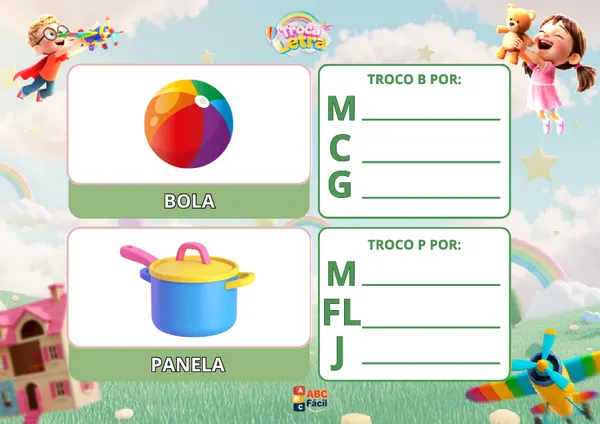 Troca
Letra
BOLA
TROCO B POR:
M
C
G
PANELA
TROCO P POR:
M
FL
J
A
B
C
ABC
Fácil